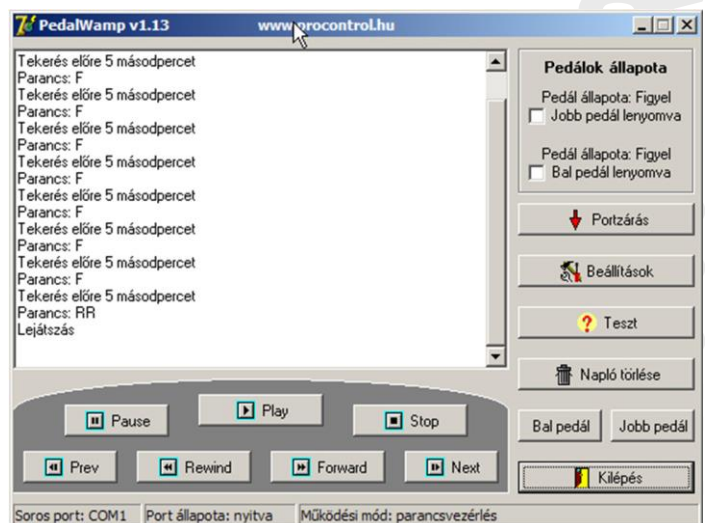 PedalWamp v1.13 www.procontrol.hu
Tekerés előre 5 másodpercet
Parancs: F
Tekerés előre 5 másodpercet
Parancs: F
Tekerés előre 5 másodpercet
Parancs: F
Tekerés előre 5 másodpercet
Parancs: F
Tekerés előre 5 másodpercet
Parancs: F
Tekerés előre 5 másodpercet
Parancs: F
Tekerés előre 5 másodpercet
Parancs: F
Tekerés előre 5 másodpercet
Parancs: RR
Lejátszás
Pedálok állapota
Pedál állapota: Figyel
Jobb pedál lenyomva
Pedál állapota: Figyel
Bal pedál lenyomva
Portzárás
Beállítások
Teszt
Napló törlése
Bal pedál Jobb pedál
Kilépés
Pause Play Stop
Prev Rewind Forward Next
Soros port: COM1 Port állapota: nyitva Működési mód: parancsvezérlés